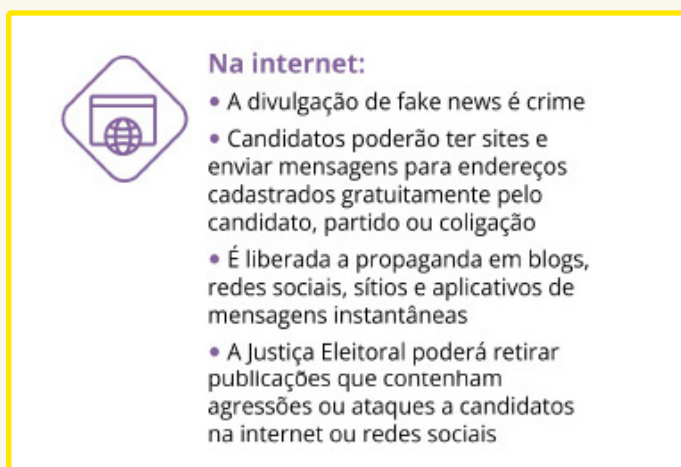 Na internet:
• A divulgação de fake news é crime
• Candidatos poderão ter sites e
enviar mensagens para endereços
cadastrados gratuitamente pelo
candidato, partido ou coligação
• É liberada a propaganda em blogs,
redes sociais, sítios e aplicativos de
mensagens instantâneas
• A Justiça Eleitoral poderá retirar
publicações que contenham
agressões ou ataques a candidatos
na internet ou redes sociais